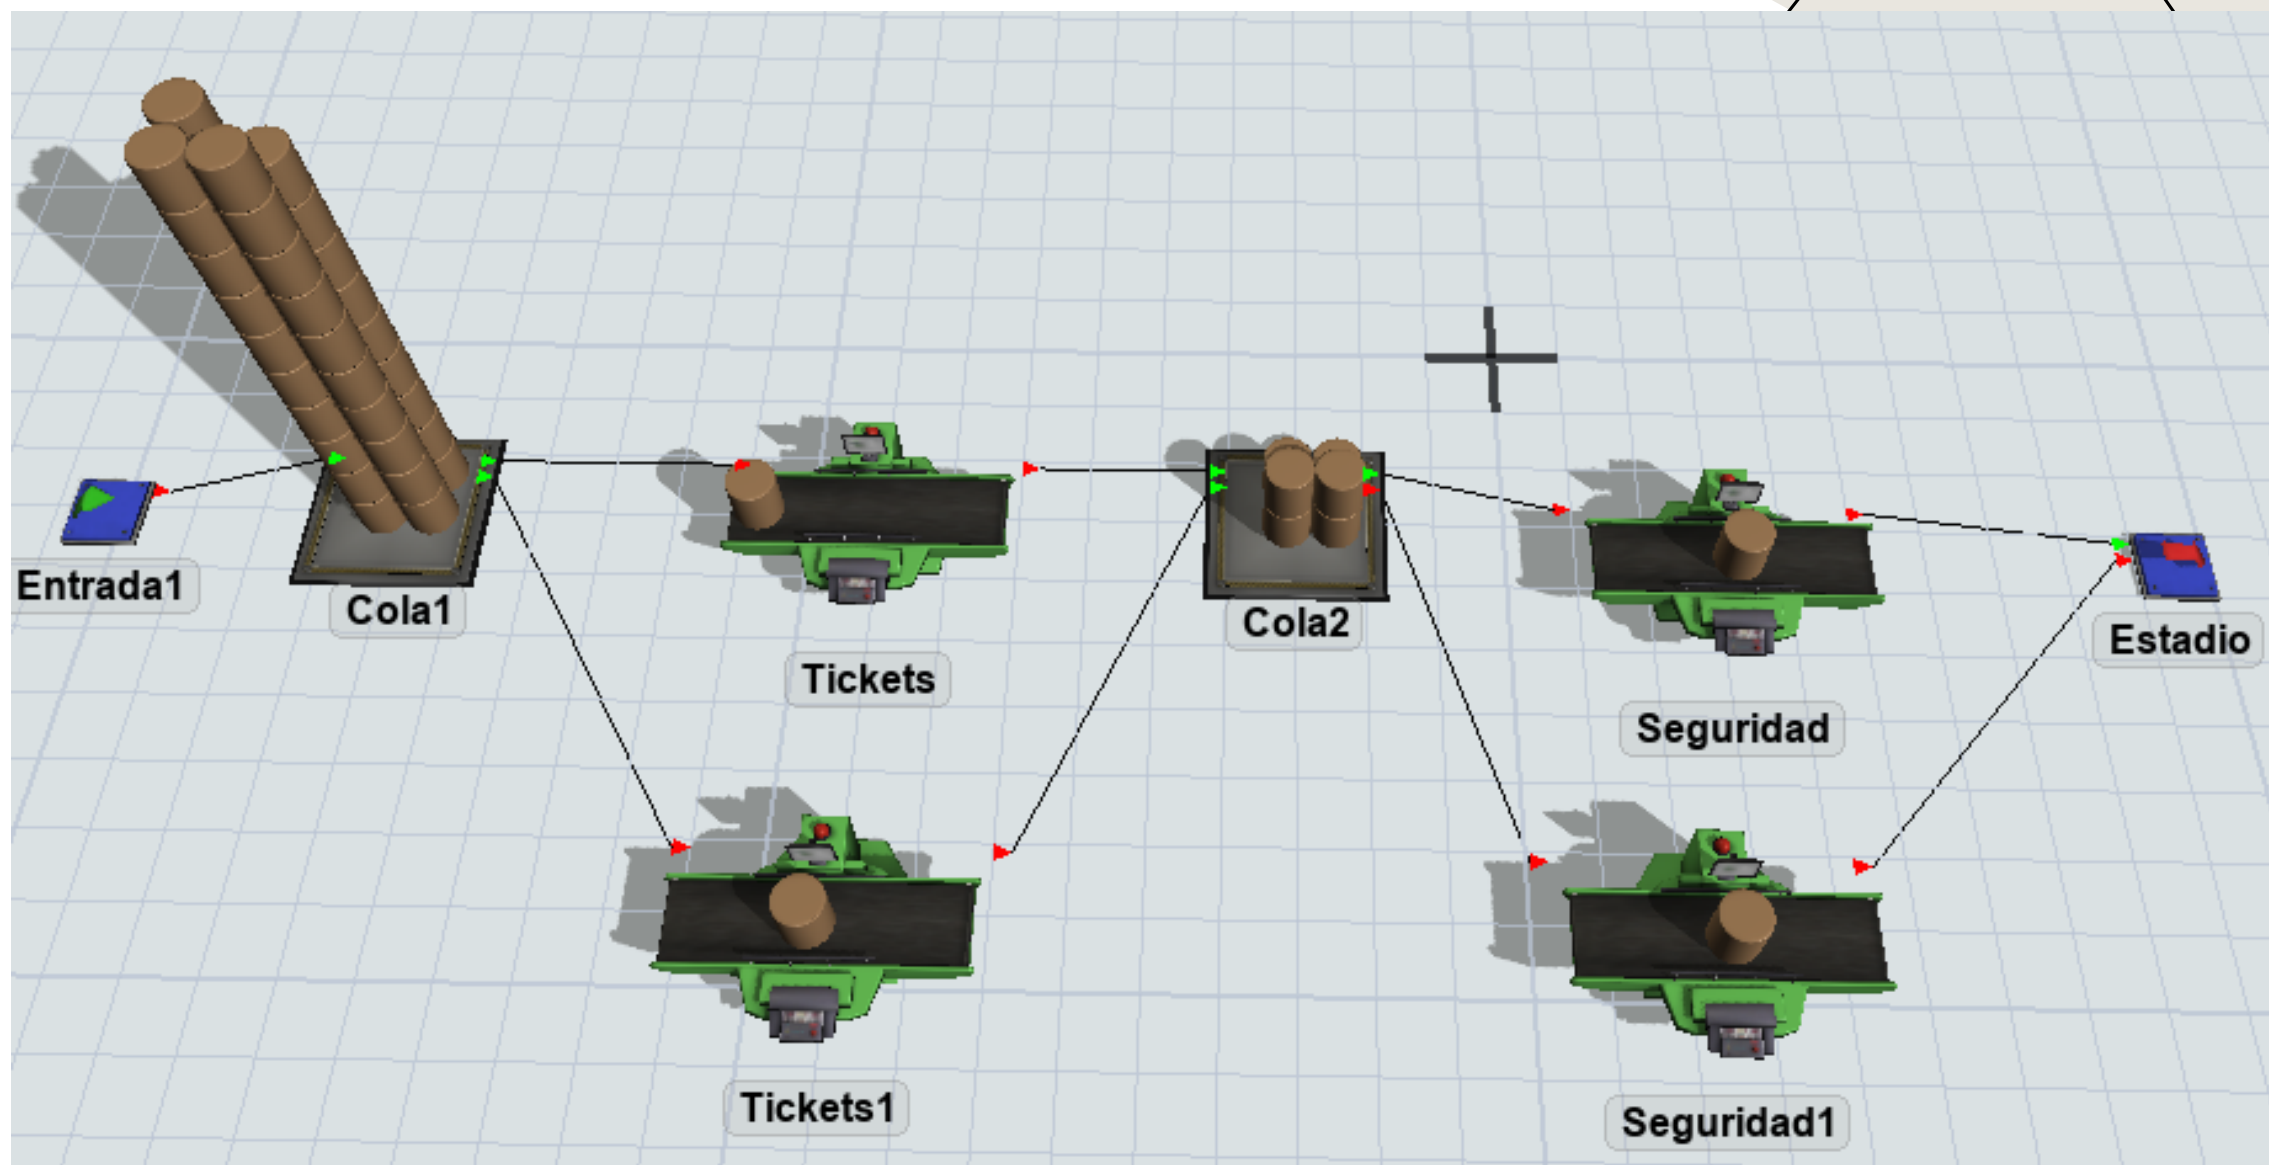 Entrada1
Cola1
Tickets
Cola2
Seguridad
Estadio
Tickets1
Seguridad1